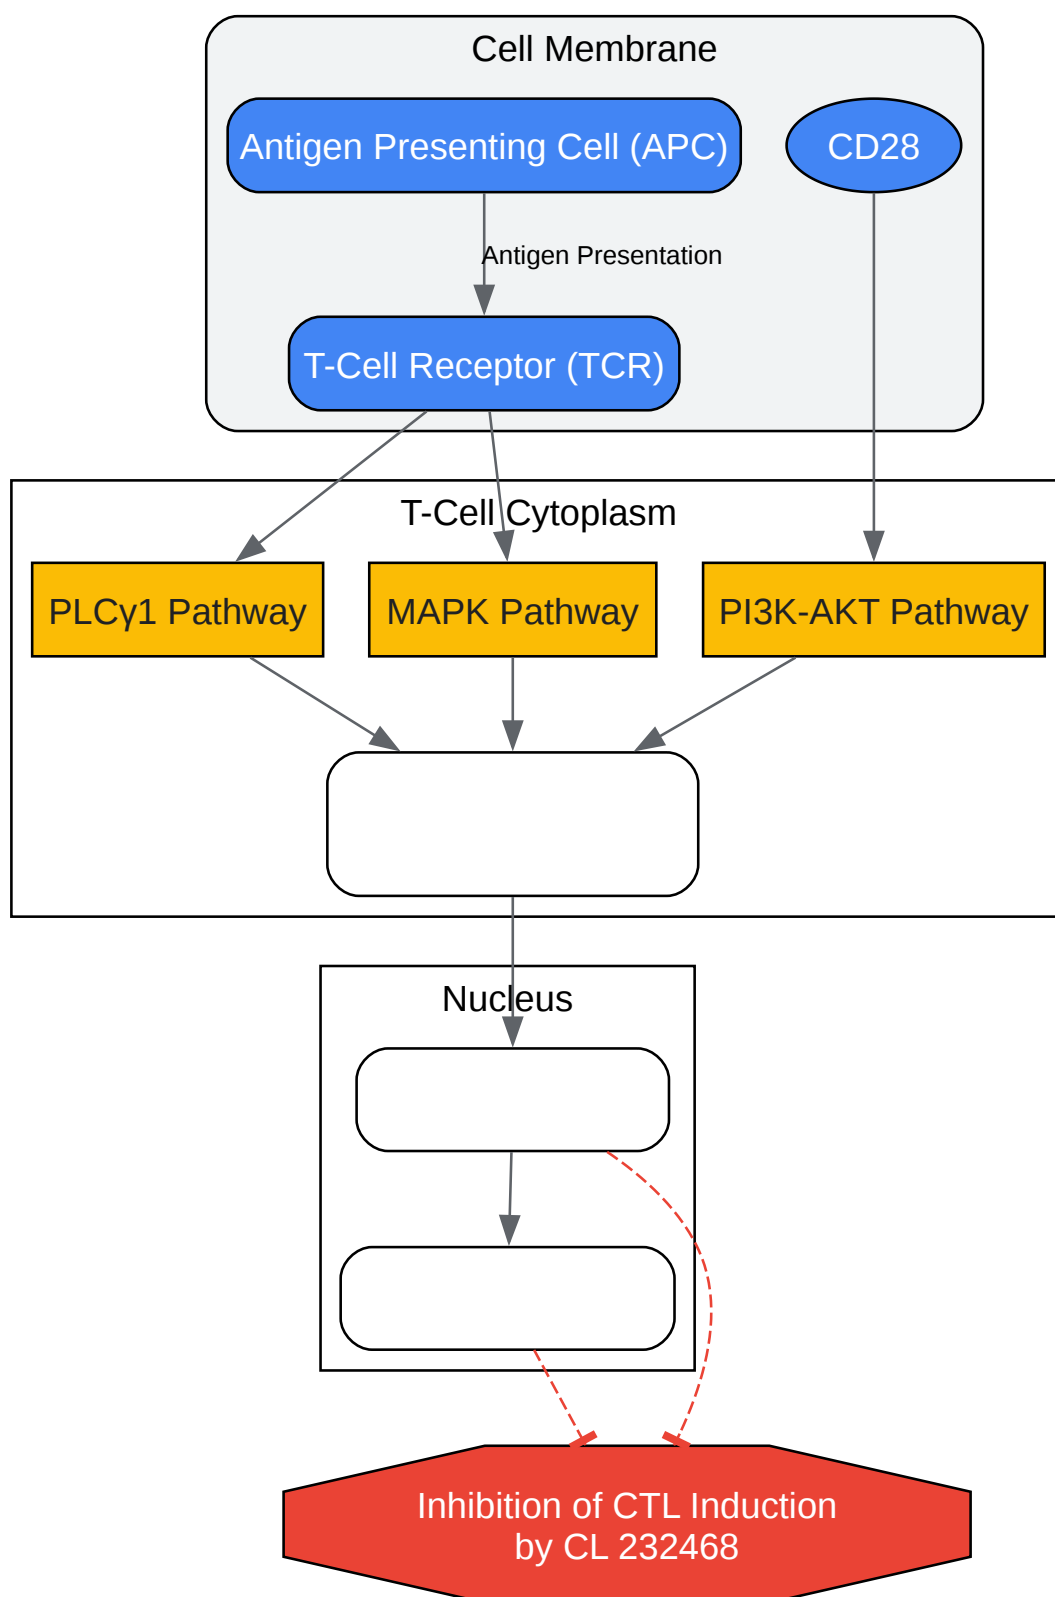 Cell Membrane
Antigen Presenting Cell (APC)
CD28
Antigen Presentation
T-Cell Receptor (TCR)
T-Cell Cytoplasm
PLCγ1 Pathway
MAPK Pathway
PI3K-AKT Pathway
Nucleus
Inhibition of CTL Induction
by CL 232468